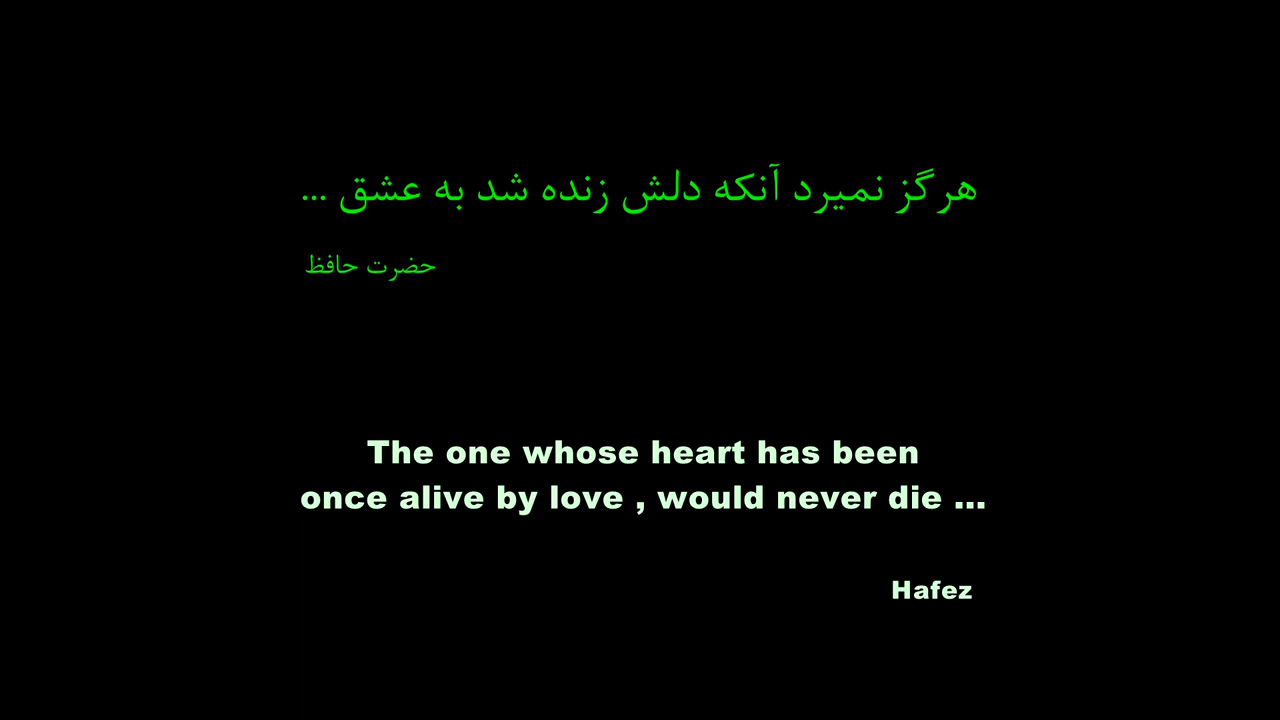 هرگز نمیرد آنکه دلش زنده شد به عشق ...
حضرت حافظ
The one whose heart has been
once alive by love , would never die ...
Hafez